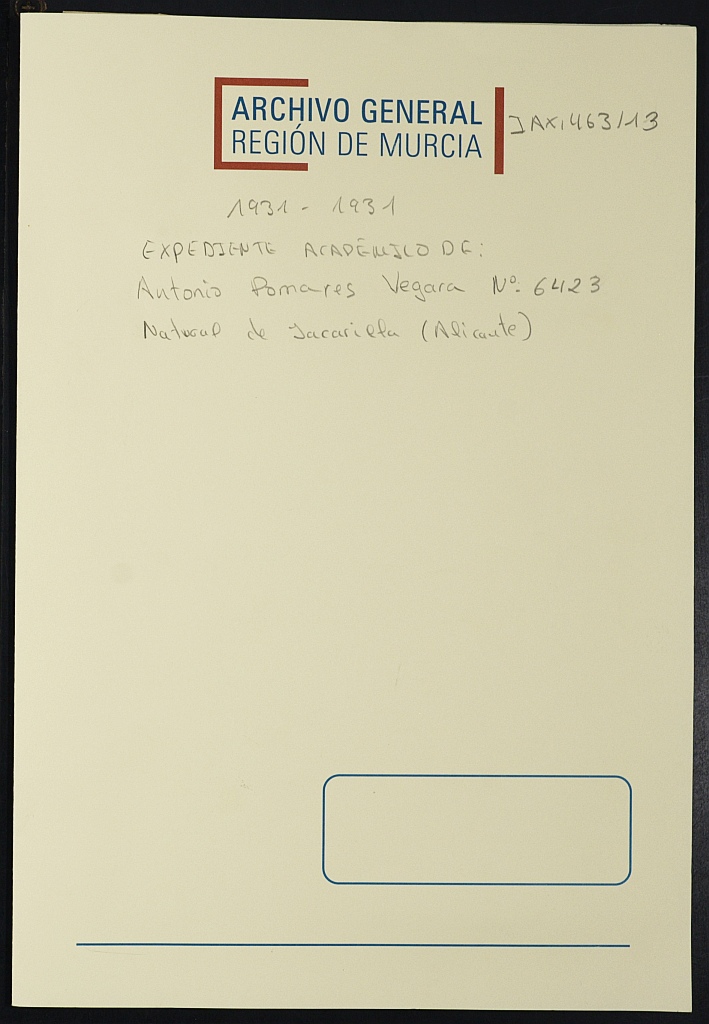 ARCHIVO GENERAL
REGIÓN DE MURCIA
JAX,463/13
1931 - 1931
EXPEDIENTE ACADÉMICO DE:
Antonio Pomares Vegara Nº 6423
Natural de Jacarilla (Alicante)